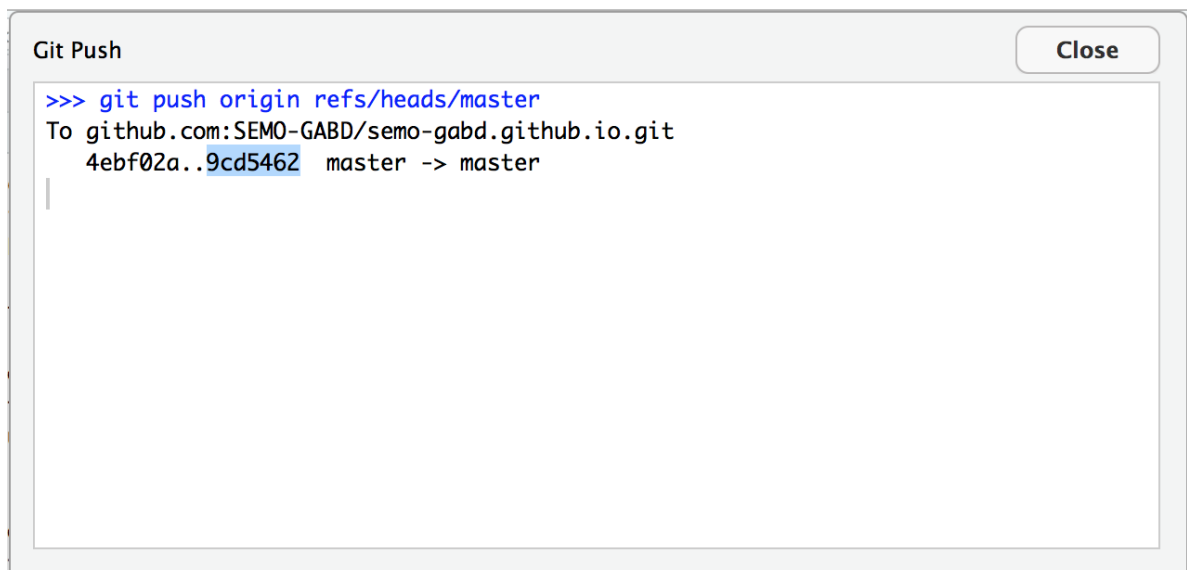 Git Push
Close
>>> git push origin refs/heads/master
To github.com:SEMO-GABD/semo-gabd.github.io.git
4ebf02a..9cd5462  master -> master